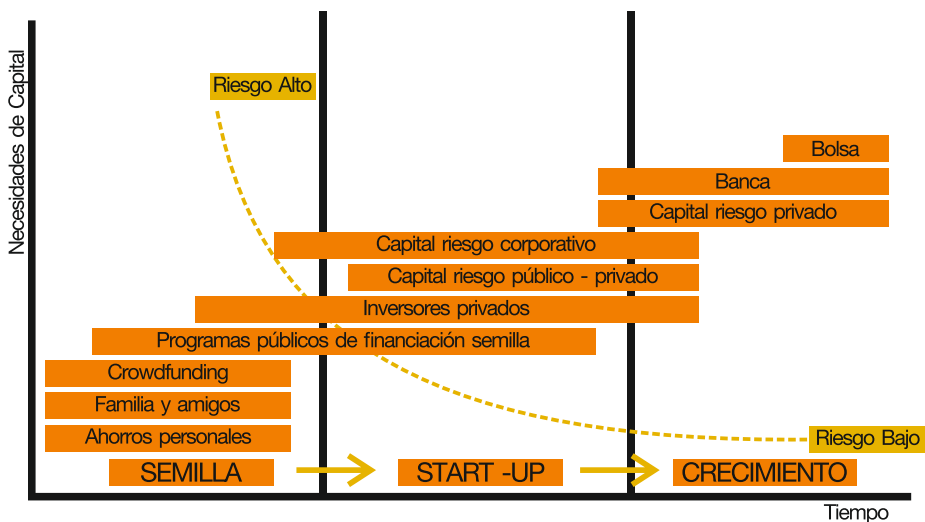 Necesidades de Capital
Riesgo Alto
Bolsa
Banca
Capital riesgo privado
Capital riesgo corporativo
Capital riesgo público - privado
Inversores privados
Programas públicos de financiación semilla
Crowdfunding
Familia y amigos
Ahorros personales
Riesgo Bajo
SEMILLA
START -UP
CRECIMIENTO
Tiempo